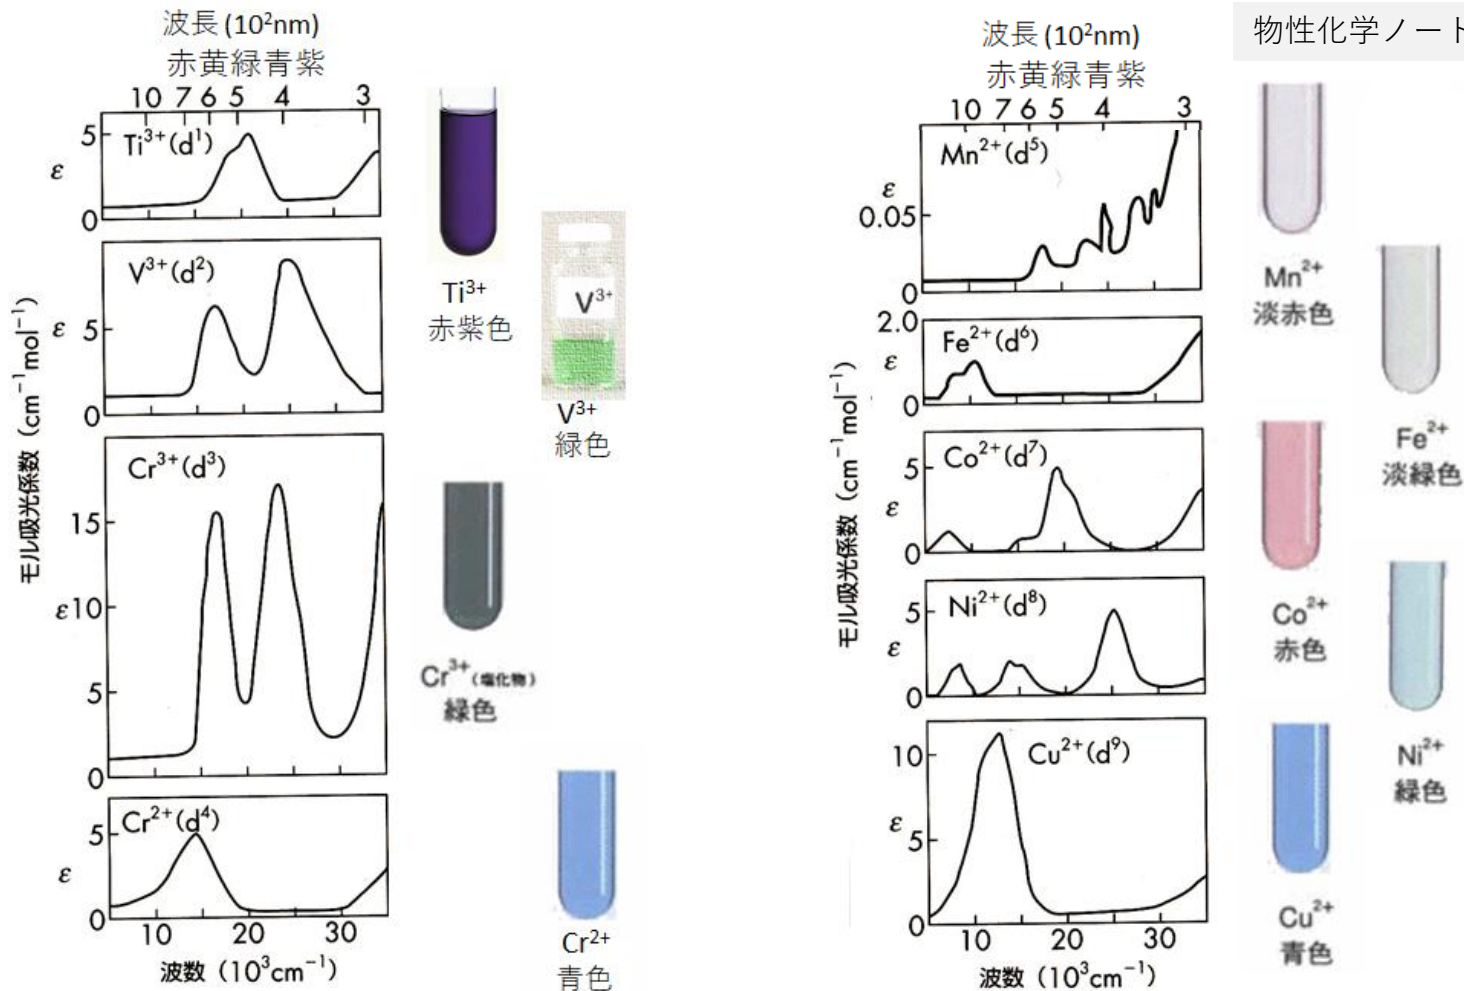 波長 (10²nm)
赤黄緑青紫
10 7 6 5 4 3
5
Ti³⁺(d¹)
ε
0
V³⁺(d²)
ε 5
0
Cr³⁺(d³)
15
ε10
5
0
Cr²⁺(d⁴)
5
ε
0
10 20 30
波数 (10³cm⁻¹)
モル吸光係数 (cm⁻¹mol⁻¹)
Ti³⁺
赤紫色
V³⁺
V³⁺
緑色
Cr³⁺(塩化物)
緑色
Cr²⁺
青色
物性化学ノート
波長 (10²nm)
赤黄緑青紫
10 7 6 5 4 3
Mn²⁺(d⁵)
ε
0.05
0
2.0
Fe²⁺(d⁶)
ε
0
Co²⁺(d⁷)
5
ε
0
Ni²⁺(d⁸)
5
ε
0
Cu²⁺(d⁹)
10
ε
5
0
10 20 30
波数 (10³cm⁻¹)
モル吸光係数 (cm⁻¹mol⁻¹)
Mn²⁺
淡赤色
Fe²⁺
淡緑色
Co²⁺
赤色
Ni²⁺
緑色
Cu²⁺
青色